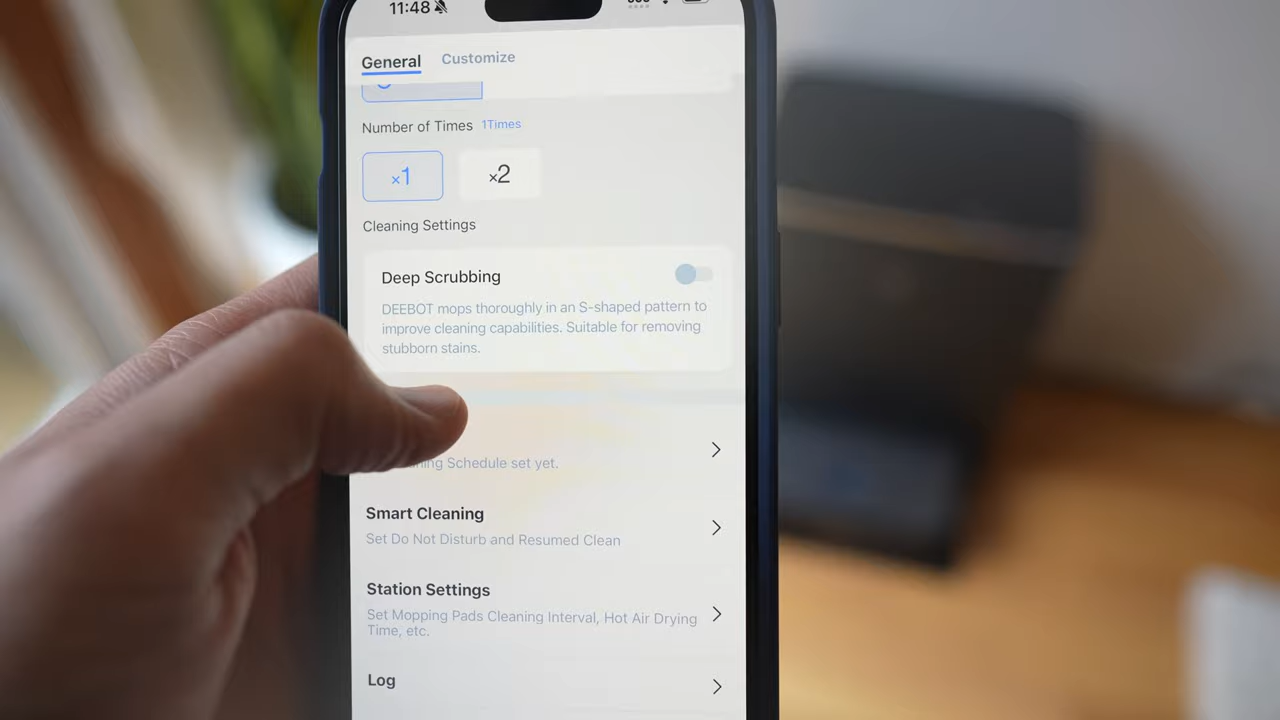 11:48
General Customize
Number of Times 1Times
×1 ×2
Cleaning Settings
Deep Scrubbing
DEEBOT mops thoroughly in an S-shaped pattern to
improve cleaning capabilities. Suitable for removing
stubborn stains.
Schedule set yet.
Smart Cleaning
Set Do Not Disturb and Resumed Clean
Station Settings
Set Mopping Pads Cleaning Interval, Hot Air Drying
Time, etc.
Log